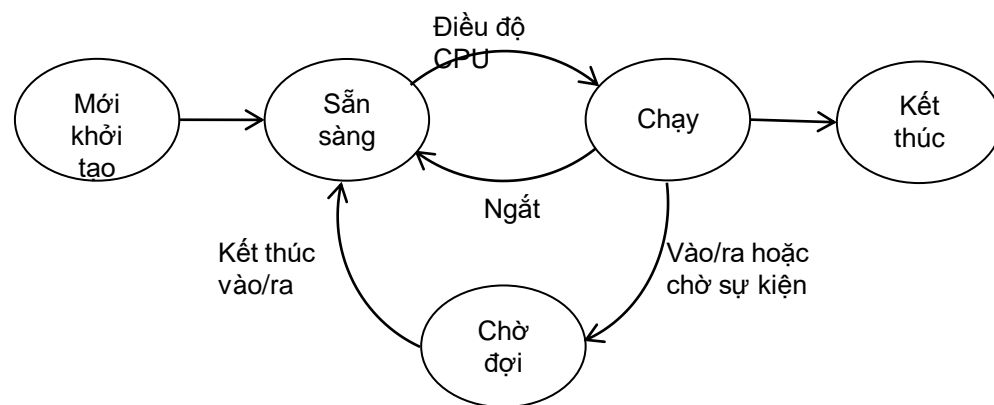 Điều độ
CPU
Mới
khởi
tạo
Sẵn
sàng
Chạy
Kết
thúc
Ngắt
Kết thúc
vào/ra
Vào/ra hoặc
chờ sự kiện
Chờ
đợi